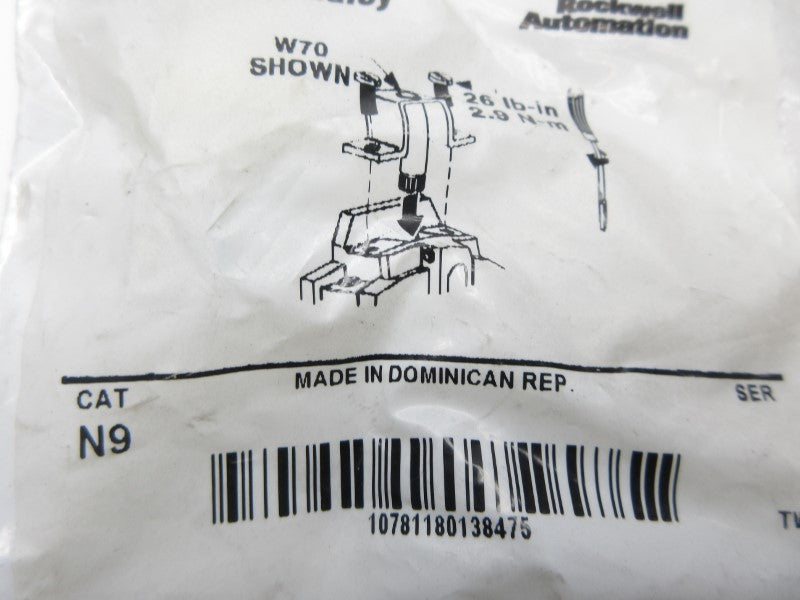 Rockwell
Automation
W70
SHOWN
26 lb-in
2.9 N-m
MADE IN DOMINICAN REP.
CAT
SER
N9
10781180138475